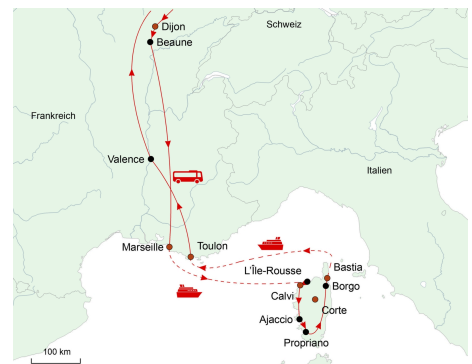 Dijon
Schweiz
Beaune
Frankreich
Valence
Italien
Marseille
Toulon
Bastia
L'Île-Rousse
Borgo
Calvi
Corte
Ajaccio
Propriano
100 km